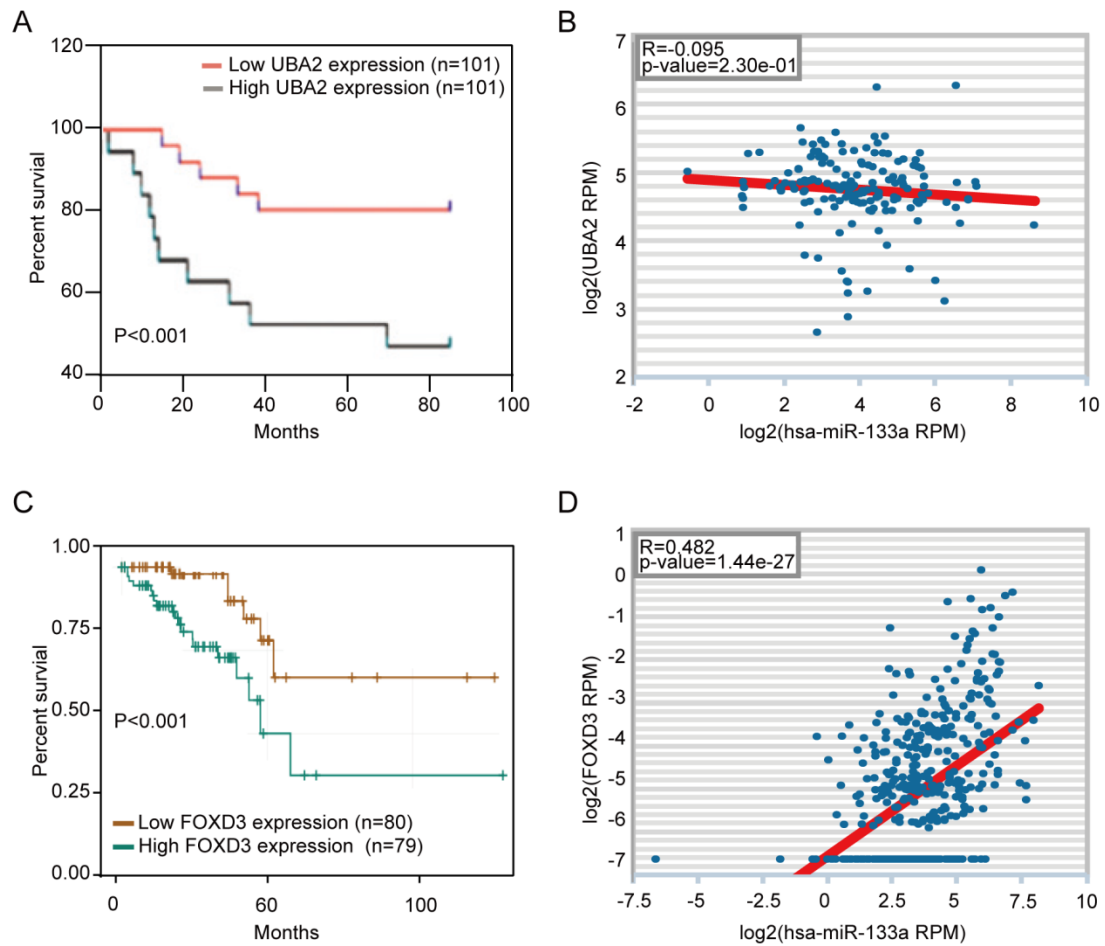 A
120
100
80
60
40
Percent survival
Low UBA2 expression (n=101)
High UBA2 expression (n=101)
P<0.001
0 20 40 60 80 100
Months
B
7
6
5
4
3
2
log2(UBA2 RPM)
R=-0.095
p-value=2.30e-01
-2 0 2 4 6 8 10
log2(hsa-miR-133a RPM)
C
1.00
0.75
0.50
0.25
0.00
Percent survial
P<0.001
Low FOXD3 expression (n=80)
High FOXD3 expression (n=79)
0 60 100
Months
D
1
0
-1
-2
-3
-4
-5
-6
-7
log2(FOXD3 RPM)
R=0.482
p-value=1.44e-27
-7.5 -5 -2.5 0 2.5 5 7.5 10
log2(hsa-miR-133a RPM)